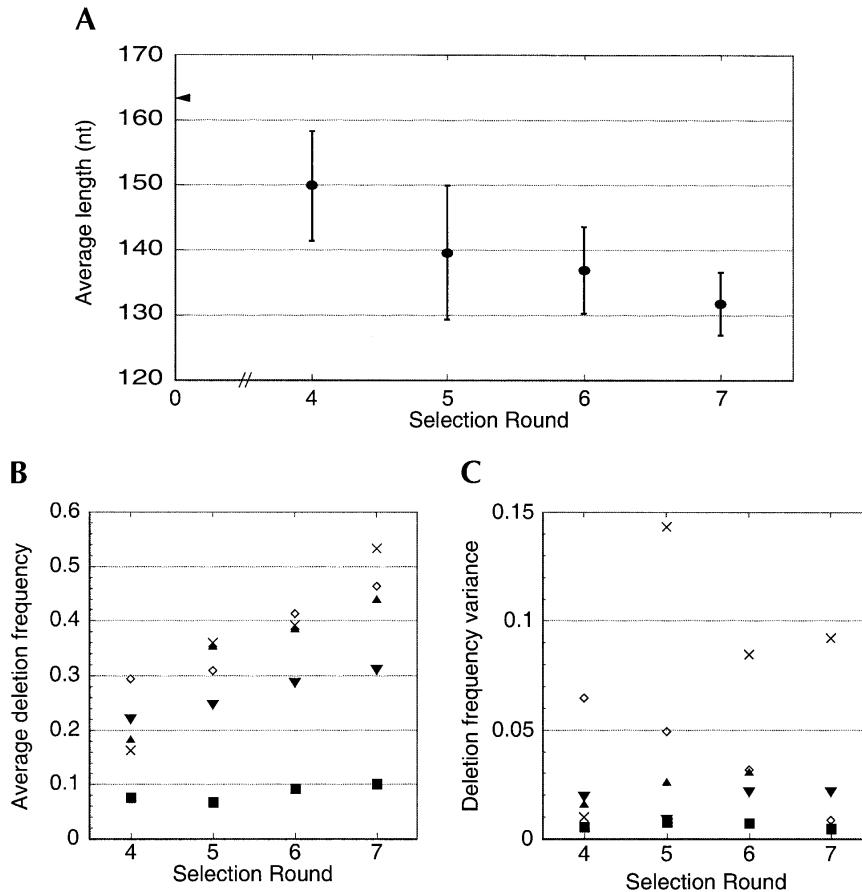 A
Average length (nt)
170
160
150
140
130
120
0 // 4 5 6 7
Selection Round
B
Average deletion frequency
0.6
0.5
0.4
0.3
0.2
0.1
0
4 5 6 7
Selection Round
C
Deletion frequency variance
0.15
0.1
0.05
0
4 5 6 7
Selection Round